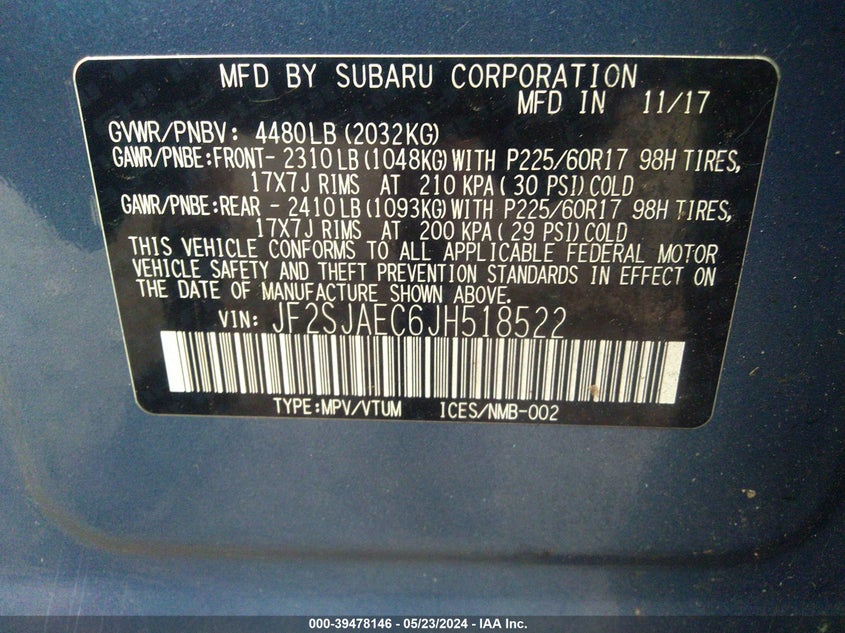 MFD BY SUBARU CORPORATION
MFD IN 11/17
GVWR/PNBV: 4480LB(2032KG)
GAWR/PNBE:FRONT- 2310LB(1048KG)WITH P225/60R17 98H TIRES,
17X7J RIMS AT 210 KPA(30 PSI)COLD
GAWR/PNBE:REAR - 2410LB(1093KG)WITH P225/60R17 98H TIRES,
17X7J RIMS AT 200 KPA(29 PSI)COLD
THIS VEHICLE CONFORMS TO ALL APPLICABLE FEDERAL MOTOR
VEHICLE SAFETY AND THEFT PREVENTION STANDARDS IN EFFECT ON
THE DATE OF MANUFACTURE SHOWN ABOVE.
VIN: JF2SJAEC6JH518522
TYPE:MPV/VTUM ICES/NMB-002
000-39478146 - 05/23/2024 - IAA Inc.